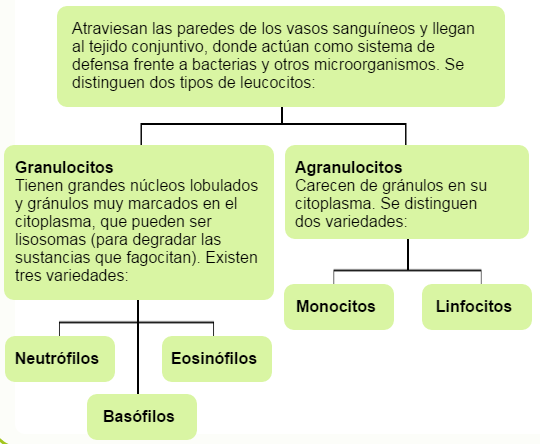 Atraviesan las paredes de los vasos sanguíneos y llegan
al tejido conjuntivo, donde actúan como sistema de
defensa frente a bacterias y otros microorganismos. Se
distinguen dos tipos de leucocitos:
Granulocitos
Tienen grandes núcleos lobulados
y gránulos muy marcados en el
citoplasma, que pueden ser
lisosomas (para degradar las
sustancias que fagocitan). Existen
tres variedades:
Agranulocitos
Carecen de gránulos en su
citoplasma. Se distinguen
dos variedades:
Monocitos
Linfocitos
Neutrófilos
Eosinófilos
Basófilos